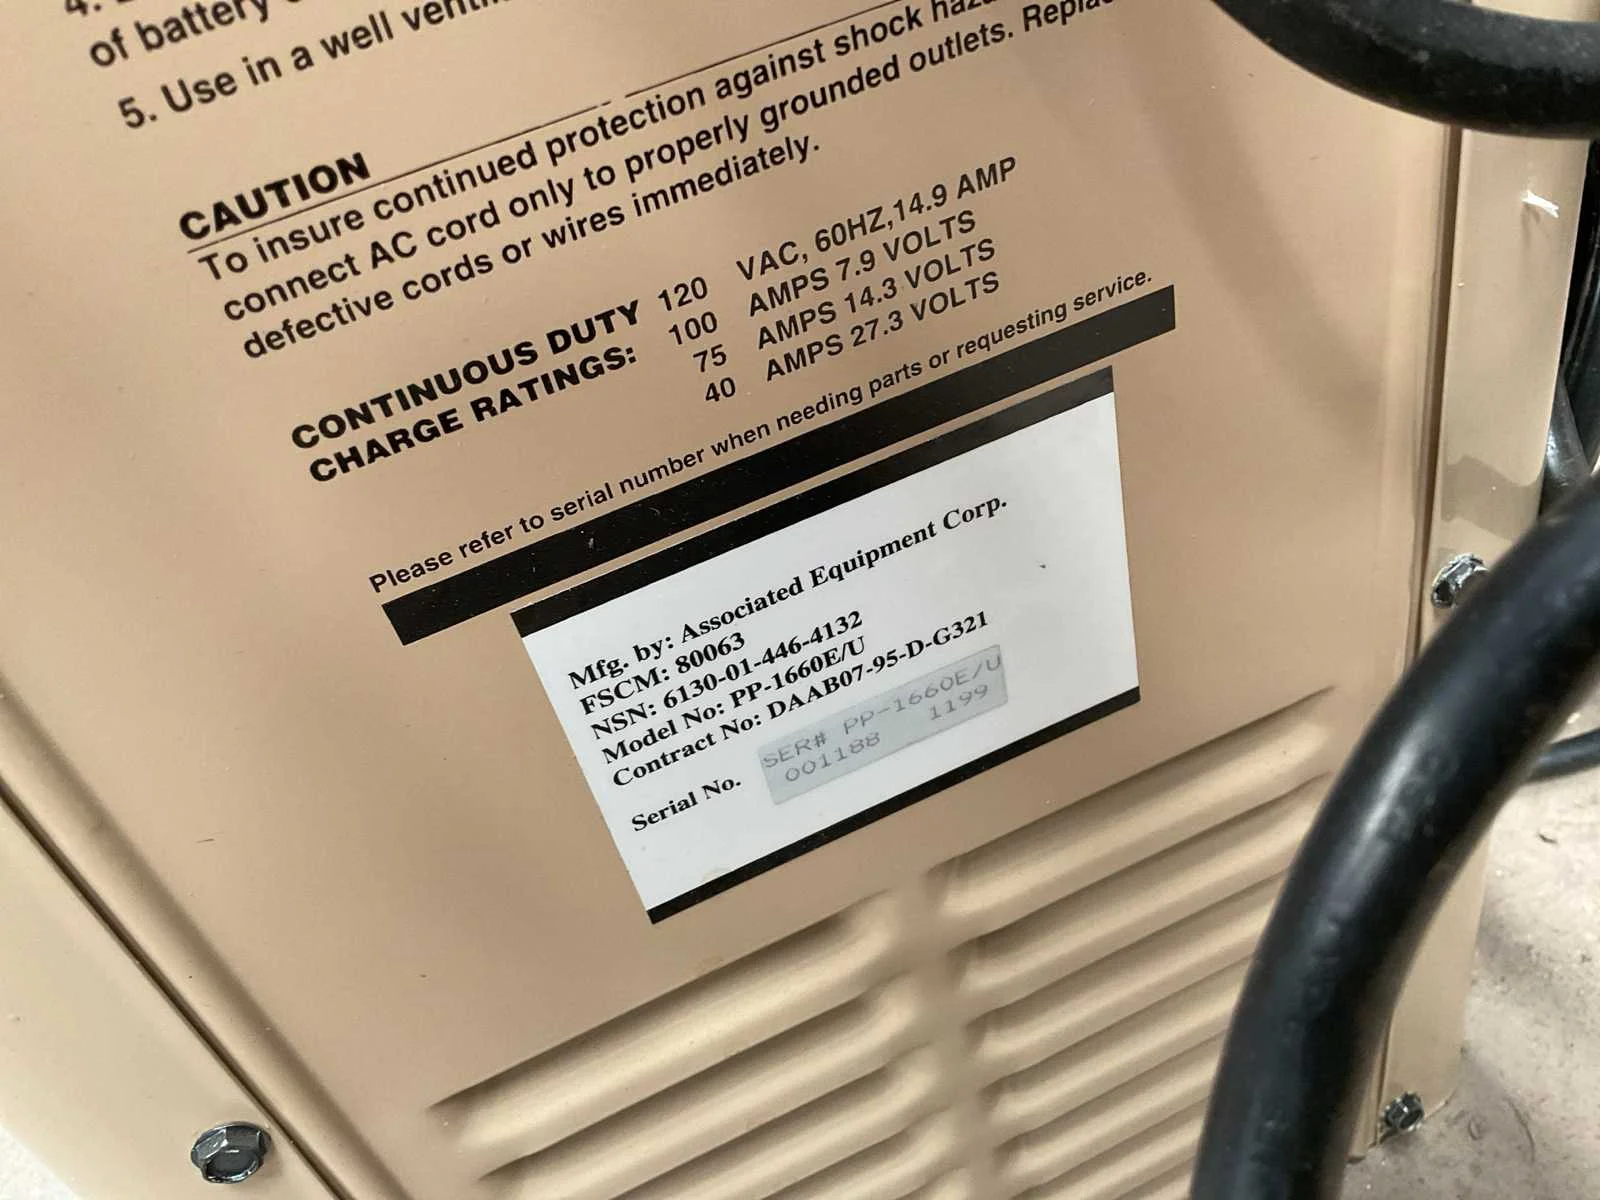 4.
of battery
5. Use in a well
CAUTION
To insure continued protection against shock
connect AC cord only to properly grounded outlets.
defective cords or wires immediately.
CONTINUOUS DUTY 120 VAC, 60HZ,14.9 AMP
CHARGE RATINGS: 100 AMPS 7.9 VOLTS
75 AMPS 14.3 VOLTS
40 AMPS 27.3 VOLTS
Please refer to serial number when needing parts or requesting service.
Mfg. by: Associated Equipment Corp.
FSCM: 80063
NSN: 6130-01-446-4132
Model No: PP-1660E/U
Contract No: DAAB07-95-D-G321
Serial No. SER# PP-1660E/U
001188 1199